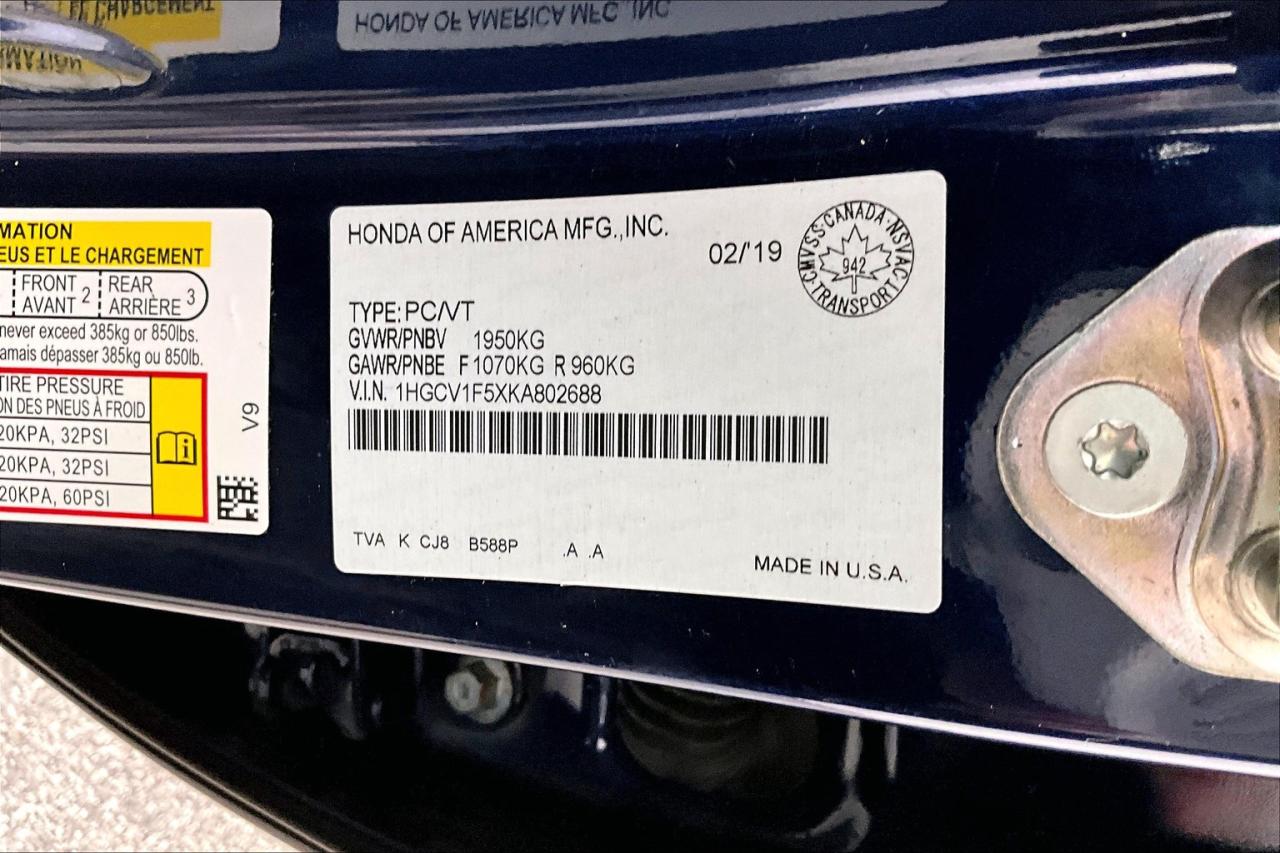 MATION
EUS ET LE CHARGEMENT
FRONT AVANT 2 REAR ARRIÈRE 3
never exceed 385kg or 850lbs.
amais dépasser 385kg ou 850lb.
TIRE PRESSURE
ON DES PNEUS À FROID
20KPA, 32PSI
20KPA, 32PSI
20KPA, 60PSI
V9
HONDA OF AMERICA MFG.,INC.
02/'19
CMVSS·CANADA·NSVAC·TRANSPORT
942
TYPE:PC/VT
GVWR/PNBV 1950KG
GAWR/PNBE F 1070KG R 960KG
V.I.N. 1HGCV1F5XKA802688
TVA K CJ8 B588P .A .A
MADE IN U.S.A.
HONDA OF AMERICA MFG.,INC